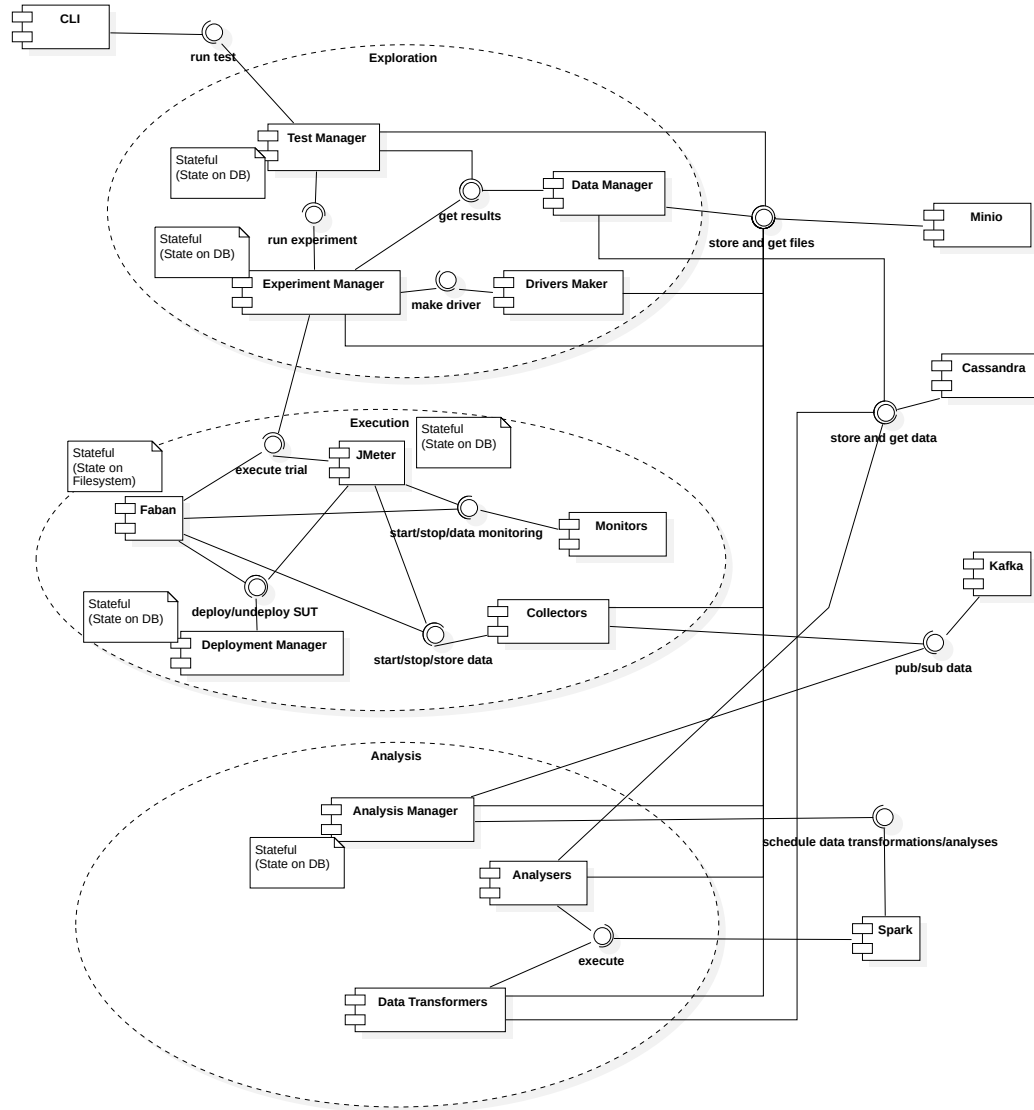 CLI
run test
Exploration
Test Manager
Stateful
(State on DB)
Data Manager
get results
Minio
run experiment
store and get files
Stateful
(State on DB)
Experiment Manager
make driver
Drivers Maker
Cassandra
store and get data
Execution
Stateful
(State on DB)
JMeter
execute trial
Stateful
(State on
Filesystem)
Faban
start/stop/data monitoring
Monitors
Kafka
Stateful
(State on DB)
deploy/undeploy SUT
Collectors
Deployment Manager
start/stop/store data
pub/sub data
Analysis
Analysis Manager
Stateful
(State on DB)
schedule data transformations/analyses
Analysers
Spark
execute
Data Transformers